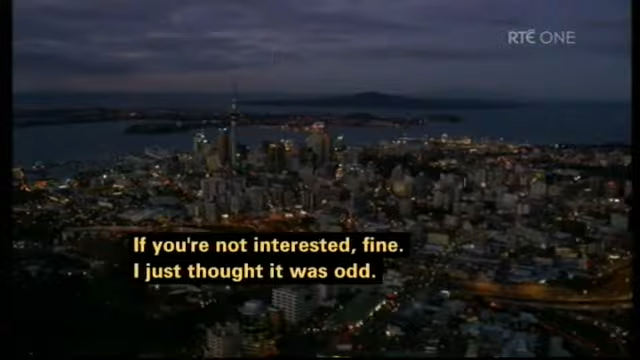 RTÉ ONE
If you're not interested, fine.
I just thought it was odd.